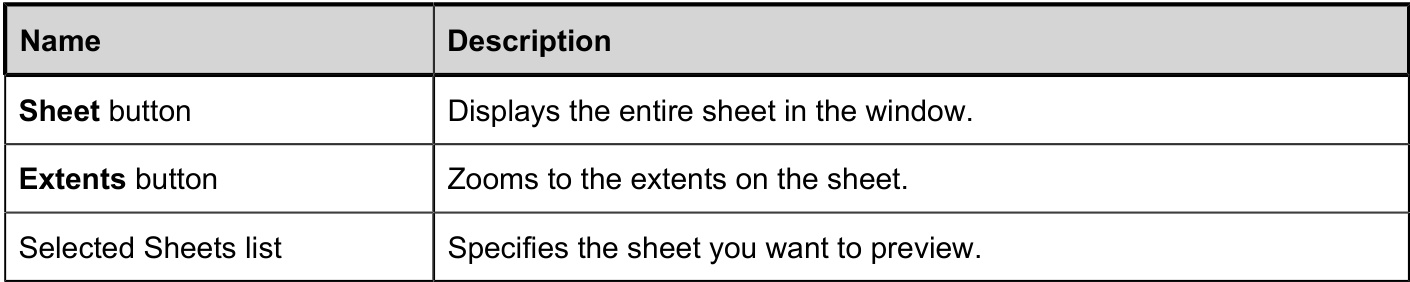 Name Description
Sheet button Displays the entire sheet in the window.
Extents button Zooms to the extents on the sheet.
Selected Sheets list Specifies the sheet you want to preview.